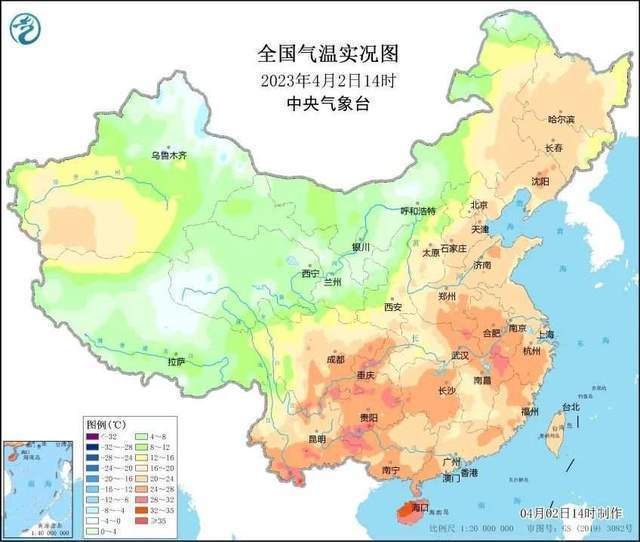 全国气温实况图
2023年4月2日14时
中央气象台
哈尔滨
长春
沈阳
乌鲁木齐
呼和浩特
北京
天津
银川
太原
石家庄
济南
西宁
兰州
西安
郑州
拉萨
成都
重庆
合肥
南京
上海
武汉
杭州
南昌
长沙
贵阳
福州
台北
昆明
南宁
广州
香港
澳门
海口
图例(℃)
<-32
-32～-28
-28～-24
-24～-20
-20～-16
-16～-12
-12～-8
-8～-4
-4～0
0～4
4～8
8～12
12～16
16～20
20～24
24～28
28～32
32～35
≥35
1:40 000 000
04月02日14时制作
比例尺 1:20 000 000
审图号: GS (2019) 3082号